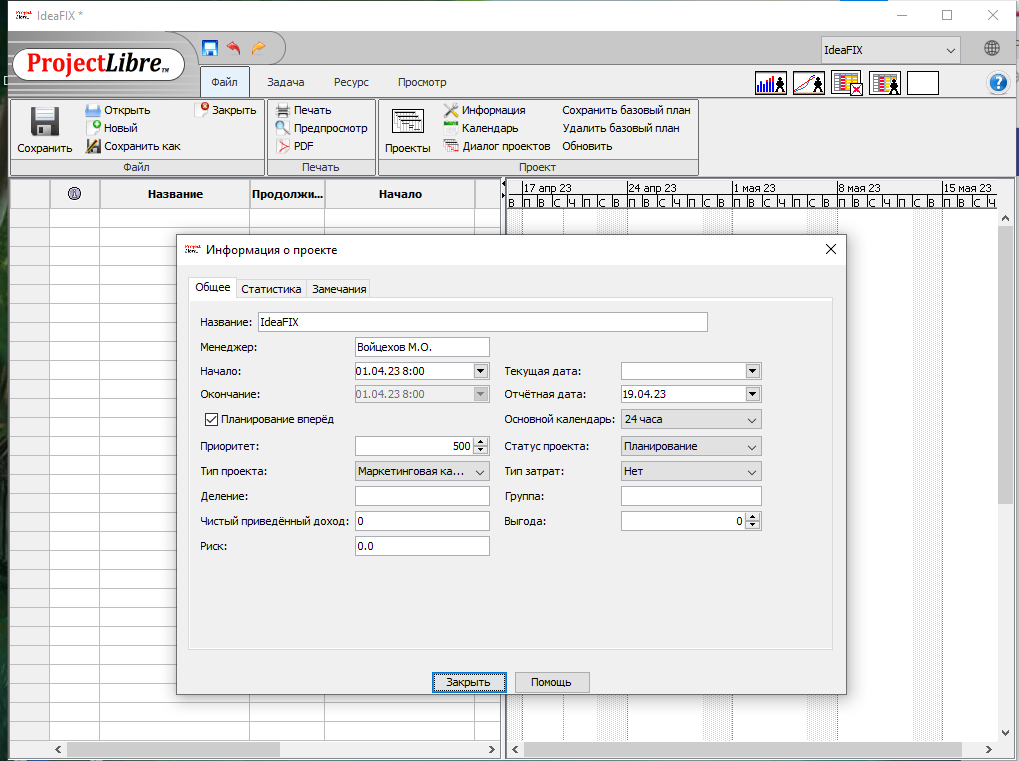 IdeaFIX *
ProjectLibre™
IdeaFIX
Файл Задача Ресурс Просмотр
Сохранить
Открыть
Новый
Сохранить как
Закрыть
Файл
Печать
Предпросмотр
PDF
Печать
Проекты
Информация
Календарь
Диалог проектов
Сохранить базовый план
Удалить базовый план
Обновить
Проект
Название Продолжи... Начало
17 апр 23 24 апр 23 1 мая 23 8 мая 23 15 мая 23
В П В С Ч П С В П В С Ч П С В П В С Ч П С В П В С Ч П С В П В С Ч
Информация о проекте
Общее Статистика Замечания
Название: IdeaFIX
Менеджер: Войцехов М.О.
Начало: 01.04.23 8:00 Текущая дата:
Окончание: 01.04.23 8:00 Отчётная дата: 19.04.23
Планирование вперёд Основной календарь: 24 часа
Приоритет: 500 Статус проекта: Планирование
Тип проекта: Маркетинговая ка... Тип затрат: Нет
Деление: Группа:
Чистый приведённый доход: 0 Выгода: 0
Риск: 0.0
Закрыть Помощь